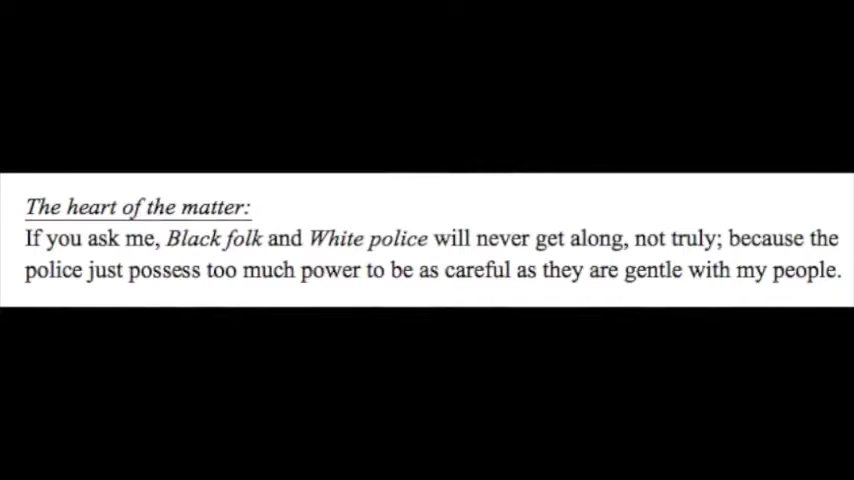 The heart of the matter:
If you ask me, Black folk and White police will never get along, not truly; because the
police just possess too much power to be as careful as they are gentle with my people.